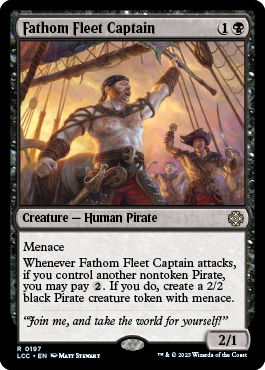 Fathom Fleet Captain 1
Creature — Human Pirate
Menace
Whenever Fathom Fleet Captain attacks,
if you control another nontoken Pirate,
you may pay 2. If you do, create a 2/2
black Pirate creature token with menace.
“Join me, and take the world for yourself!”
2/1
R 0197
LCC • EN Matt Stewart
™ & © 2023 Wizards of the Coast